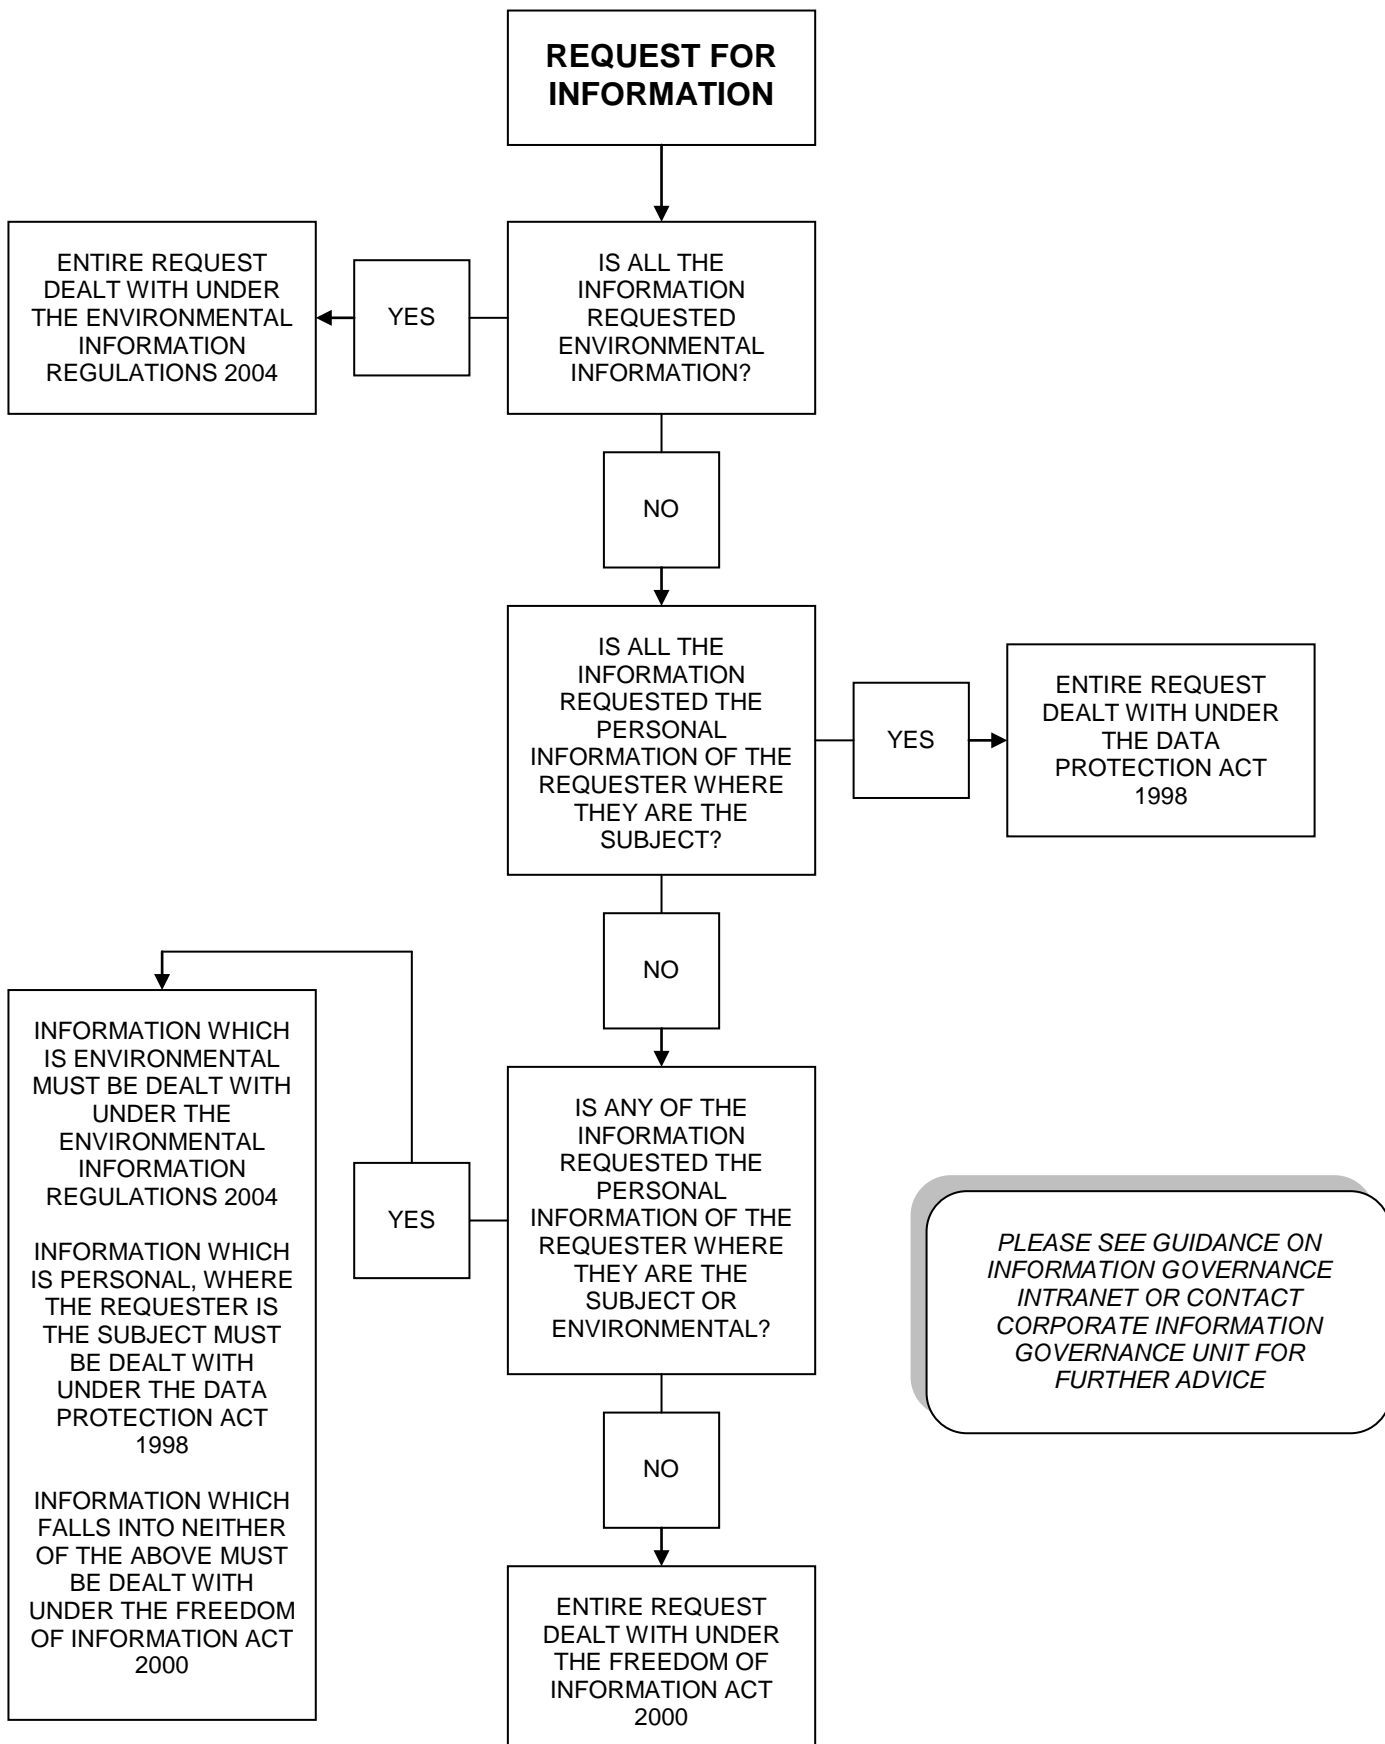 REQUEST FOR
INFORMATION
ENTIRE REQUEST
DEALT WITH UNDER
THE ENVIRONMENTAL
INFORMATION
REGULATIONS 2004
YES
IS ALL THE
INFORMATION
REQUESTED
ENVIRONMENTAL
INFORMATION?
NO
IS ALL THE
INFORMATION
REQUESTED THE
PERSONAL
INFORMATION OF THE
REQUESTER WHERE
THEY ARE THE
SUBJECT?
YES
ENTIRE REQUEST
DEALT WITH UNDER
THE DATA
PROTECTION ACT
1998
NO
INFORMATION WHICH
IS ENVIRONMENTAL
MUST BE DEALT WITH
UNDER THE
ENVIRONMENTAL
INFORMATION
REGULATIONS 2004
INFORMATION WHICH
IS PERSONAL, WHERE
THE REQUESTER IS
THE SUBJECT MUST
BE DEALT WITH
UNDER THE DATA
PROTECTION ACT
1998
INFORMATION WHICH
FALLS INTO NEITHER
OF THE ABOVE MUST
BE DEALT WITH
UNDER THE FREEDOM
OF INFORMATION ACT
2000
YES
IS ANY OF THE
INFORMATION
REQUESTED THE
PERSONAL
INFORMATION OF THE
REQUESTER WHERE
THEY ARE THE
SUBJECT OR
ENVIRONMENTAL?
PLEASE SEE GUIDANCE ON
INFORMATION GOVERNANCE
INTRANET OR CONTACT
CORPORATE INFORMATION
GOVERNANCE UNIT FOR
FURTHER ADVICE
NO
ENTIRE REQUEST
DEALT WITH UNDER
THE FREEDOM OF
INFORMATION ACT
2000